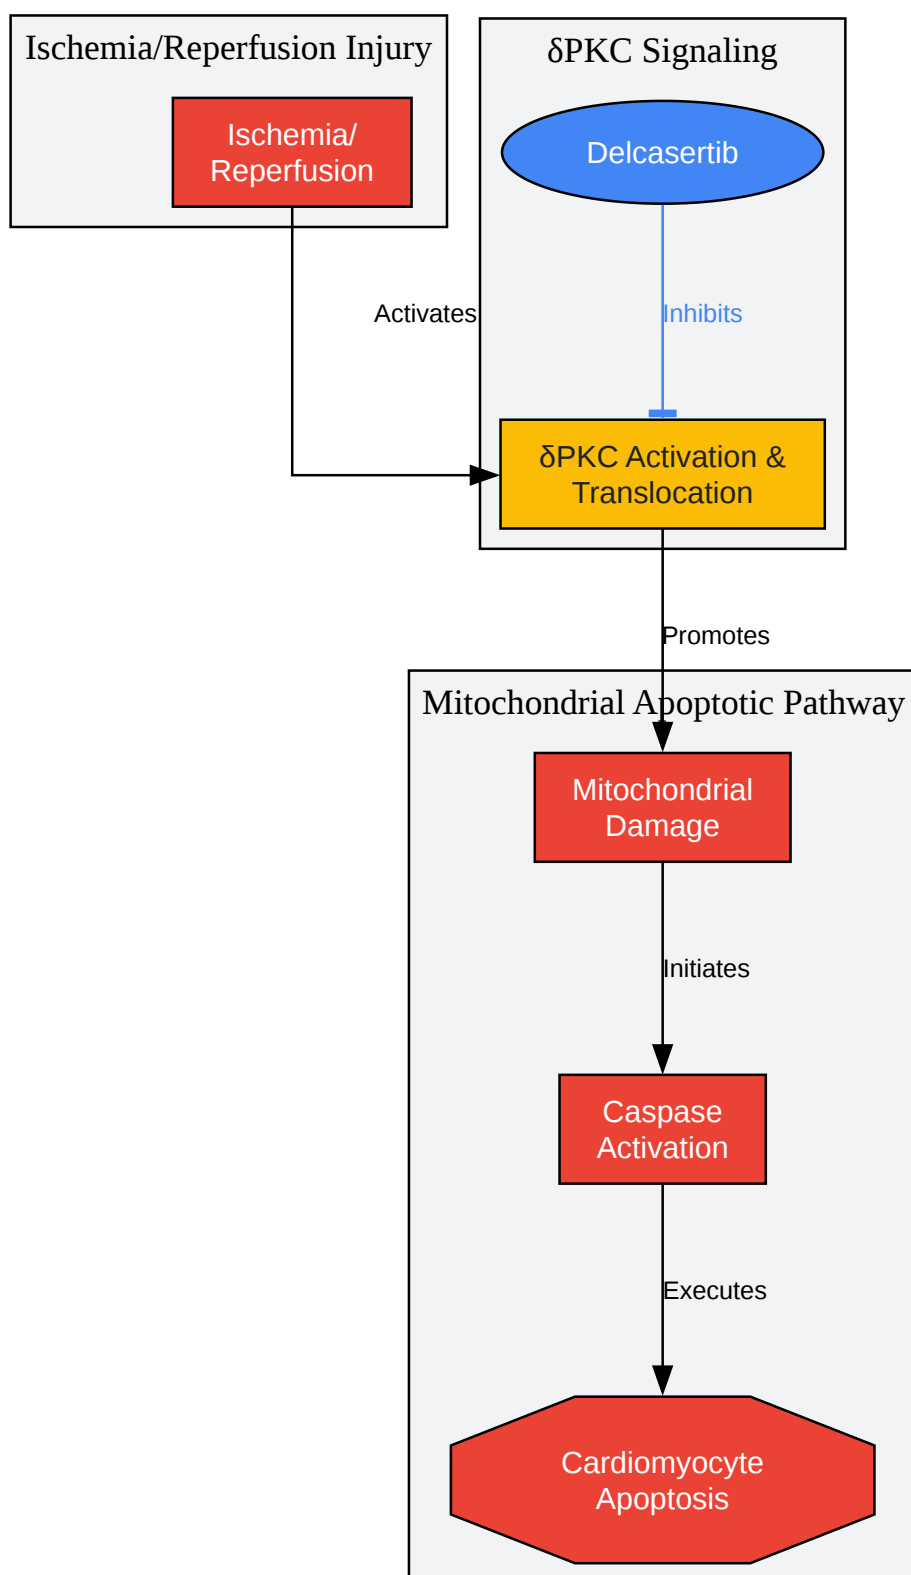 Ischemia/Reperfusion Injury
Ischemia/
Reperfusion
δPKC Signaling
Delcasertib
Activates
Inhibits
δPKC Activation &
Translocation
Promotes
Mitochondrial Apoptotic Pathway
Mitochondrial
Damage
Initiates
Caspase
Activation
Executes
Cardiomyocyte
Apoptosis